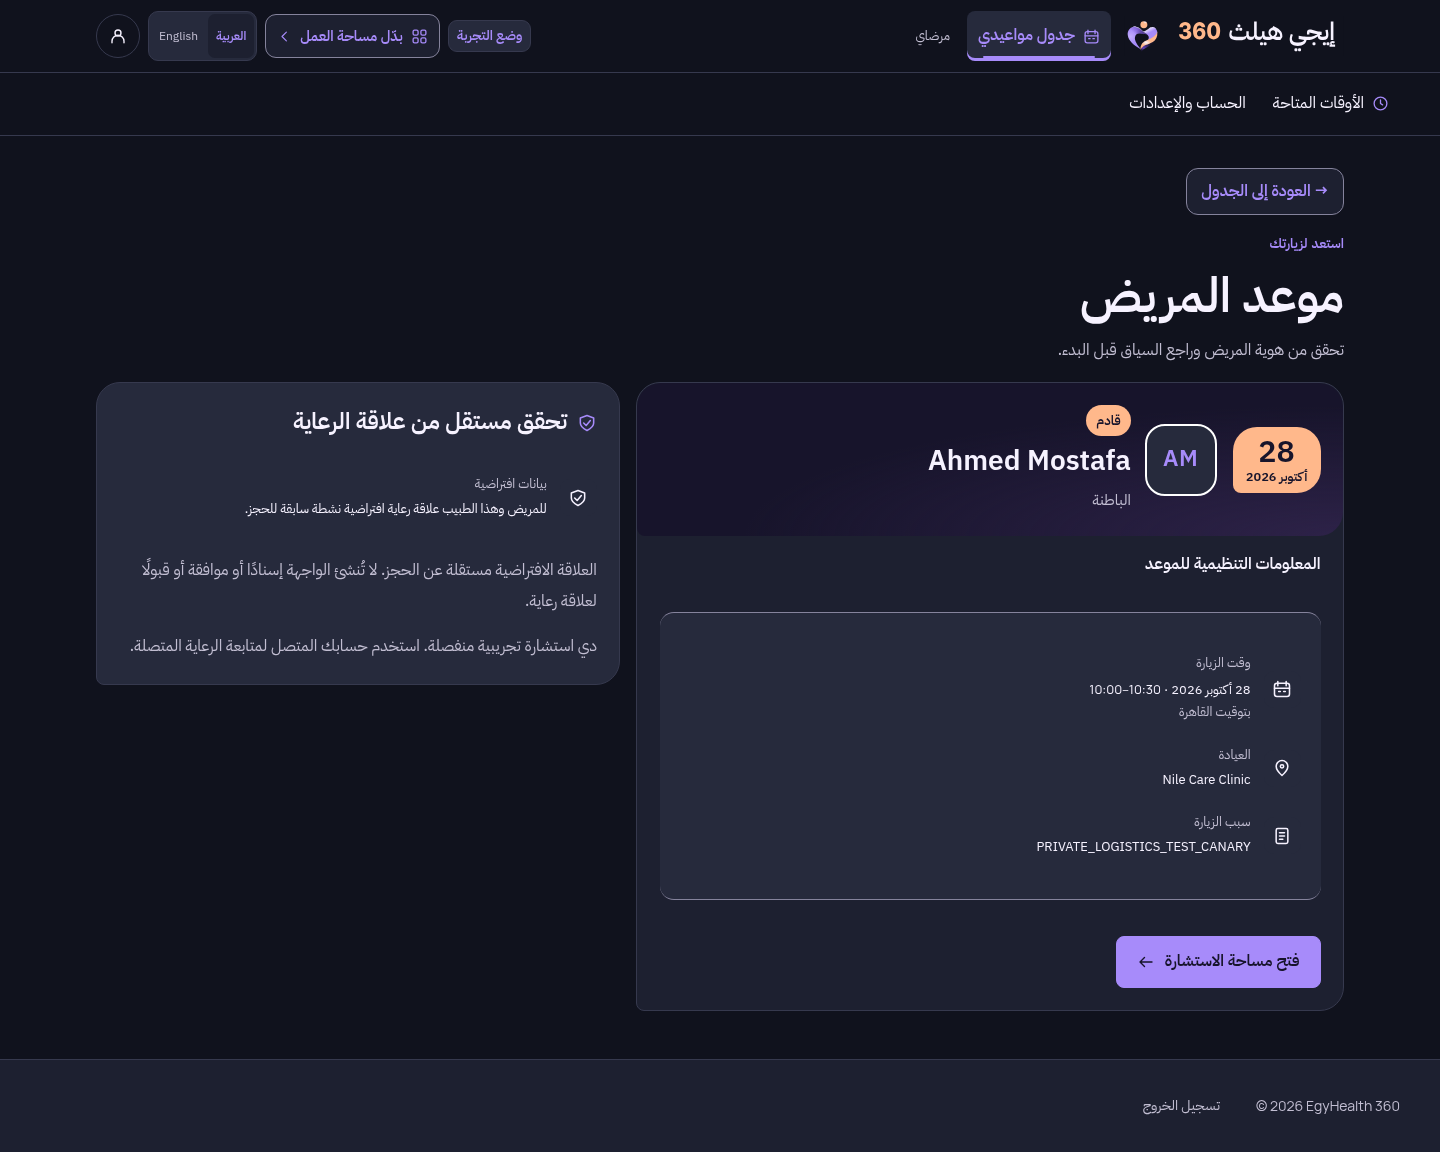 إيجي هيلث 360
جدول مواعيدي
مرضاي
وضع التجربة
بدّل مساحة العمل
العربية
English
الأوقات المتاحة
الحساب والإعدادات
→ العودة إلى الجدول
استعد لزيارتك
موعد المريض
تحقق من هوية المريض وراجع السياق قبل البدء.
28
أكتوبر 2026
AM
قادم
Ahmed Mostafa
الباطنة
المعلومات التنظيمية للموعد
وقت الزيارة
28 أكتوبر 2026 · 10:30–10:00
بتوقيت القاهرة
العيادة
Nile Care Clinic
سبب الزيارة
PRIVATE_LOGISTICS_TEST_CANARY
فتح مساحة الاستشارة
تحقق مستقل من علاقة الرعاية
بيانات افتراضية
للمريض وهذا الطبيب علاقة رعاية افتراضية نشطة سابقة للحجز.
العلاقة الافتراضية مستقلة عن الحجز. لا تُنشئ الواجهة إسنادًا أو موافقة أو قبولًا
لعلاقة رعاية.
دي استشارة تجريبية منفصلة. استخدم حسابك المتصل لمتابعة الرعاية المتصلة.
© 2026 EgyHealth 360
تسجيل الخروج